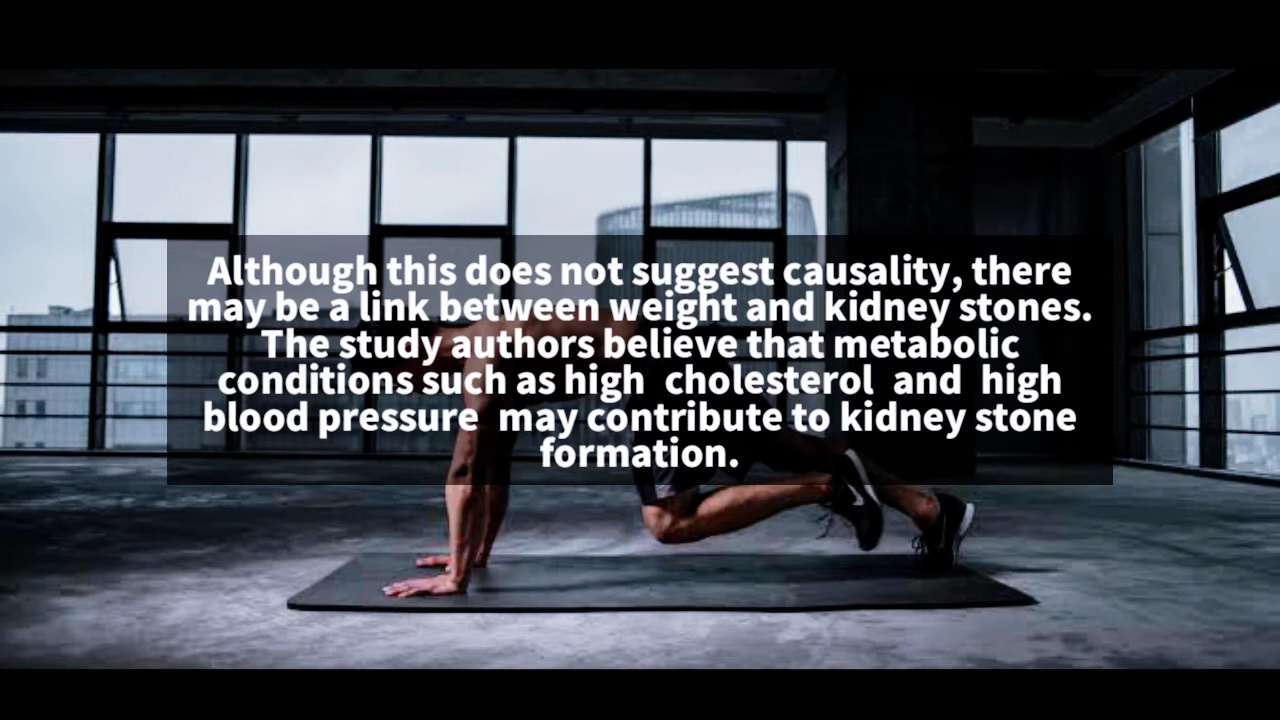 Although this does not suggest causality, there
may be a link between weight and kidney stones.
The study authors believe that metabolic
conditions such as high  cholesterol  and  high
blood pressure  may contribute to kidney stone
formation.